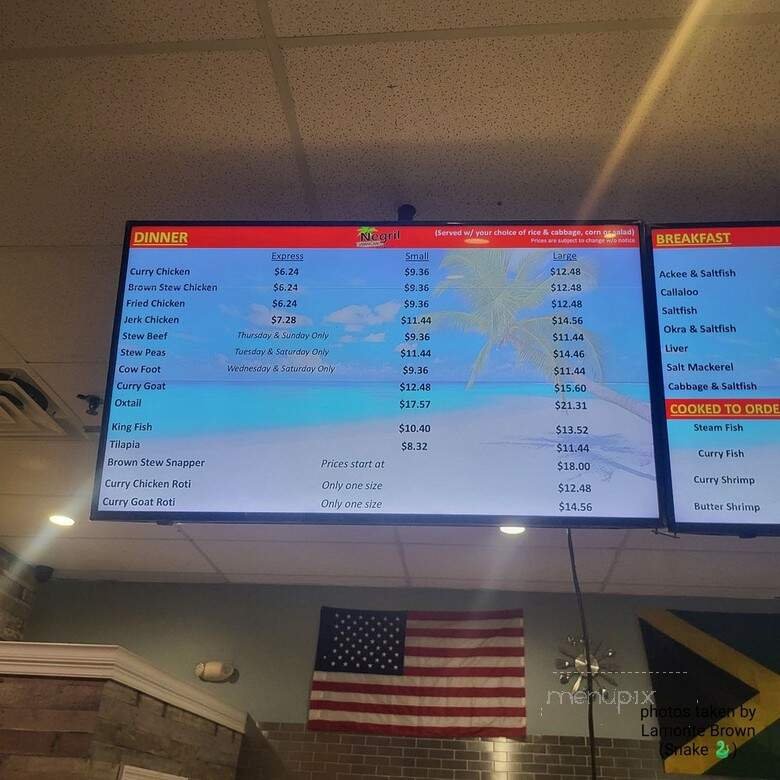 DINNER Negril (Served w/ your choice of rice & cabbage, corn or salad)
Prices are subject to change w/o notice
Express Small Large
Curry Chicken $6.24 $9.36 $12.48
Brown Stew Chicken $6.24 $9.36 $12.48
Fried Chicken $6.24 $9.36 $12.48
Jerk Chicken $7.28 $11.44 $14.56
Stew Beef Thursday & Sunday Only $9.36 $11.44
Stew Peas Tuesday & Saturday Only $11.44 $14.46
Cow Foot Wednesday & Saturday Only $9.36 $11.44
Curry Goat $12.48 $15.60
Oxtail $17.57 $21.31
King Fish $10.40 $13.52
Tilapia $8.32 $11.44
Brown Stew Snapper Prices start at $18.00
Curry Chicken Roti Only one size $12.48
Curry Goat Roti Only one size $14.56
BREAKFAST
Ackee & Saltfish
Callaloo
Saltfish
Okra & Saltfish
Liver
Salt Mackerel
Cabbage & Saltfish
COOKED TO ORDE
Steam Fish
Curry Fish
Curry Shrimp
Butter Shrimp
menupix
photos taken by
Lamonte Brown
(Snake 🐍)